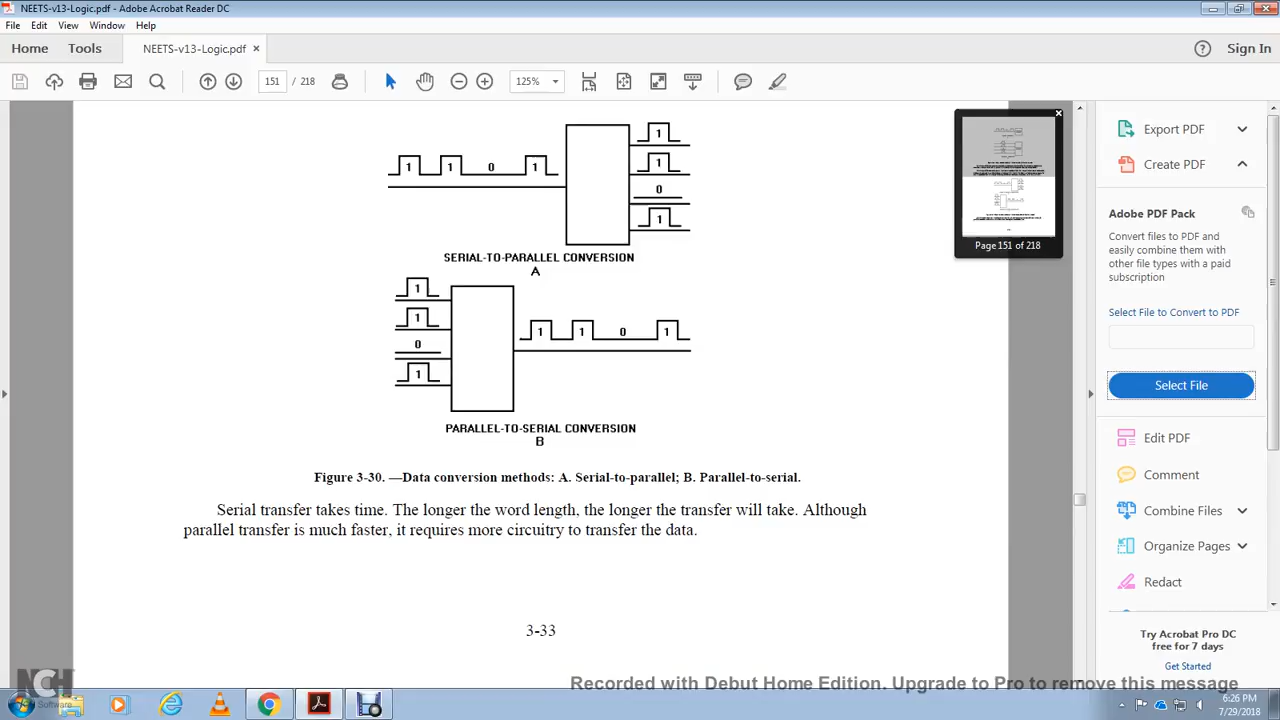 NEETS-v13-Logic.pdf - Adobe Acrobat Reader DC
File Edit View Window Help
Home Tools NEETS-v13-Logic.pdf × Sign In
151 / 218 125%
1 1 0 1
1
1
0
1
SERIAL-TO-PARALLEL CONVERSION
A
1
1
0
1
1 1 0 1
PARALLEL-TO-SERIAL CONVERSION
B
Figure 3-30. —Data conversion methods: A. Serial-to-parallel; B. Parallel-to-serial.
Serial transfer takes time. The longer the word length, the longer the transfer will take. Although
parallel transfer is much faster, it requires more circuitry to transfer the data.
3-33
Page 151 of 218
Export PDF
Create PDF
Adobe PDF Pack
Convert files to PDF and
easily combine them with
other file types with a paid
subscription
Select File to Convert to PDF
Select File
Edit PDF
Comment
Combine Files
Organize Pages
Redact
Try Acrobat Pro DC
free for 7 days
Get Started
NCH
Software
Recorded with Debut Home Edition. Upgrade to Pro to remove this message
6:26 PM
7/29/2018